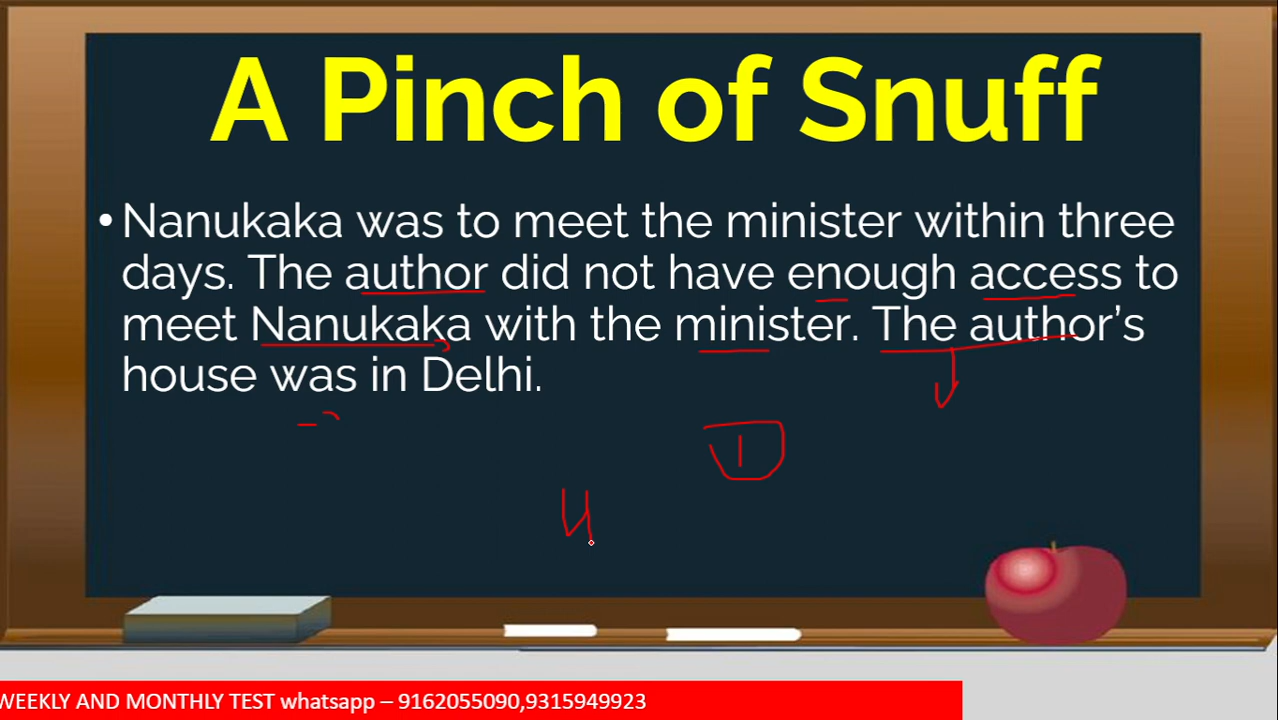 A Pinch of Snuff
• Nanukaka was to meet the minister within three
days. The author did not have enough access to
meet Nanukaka with the minister. The author's
house was in Delhi.
1
WEEKLY AND MONTHLY TEST whatsapp – 9162055090,9315949923